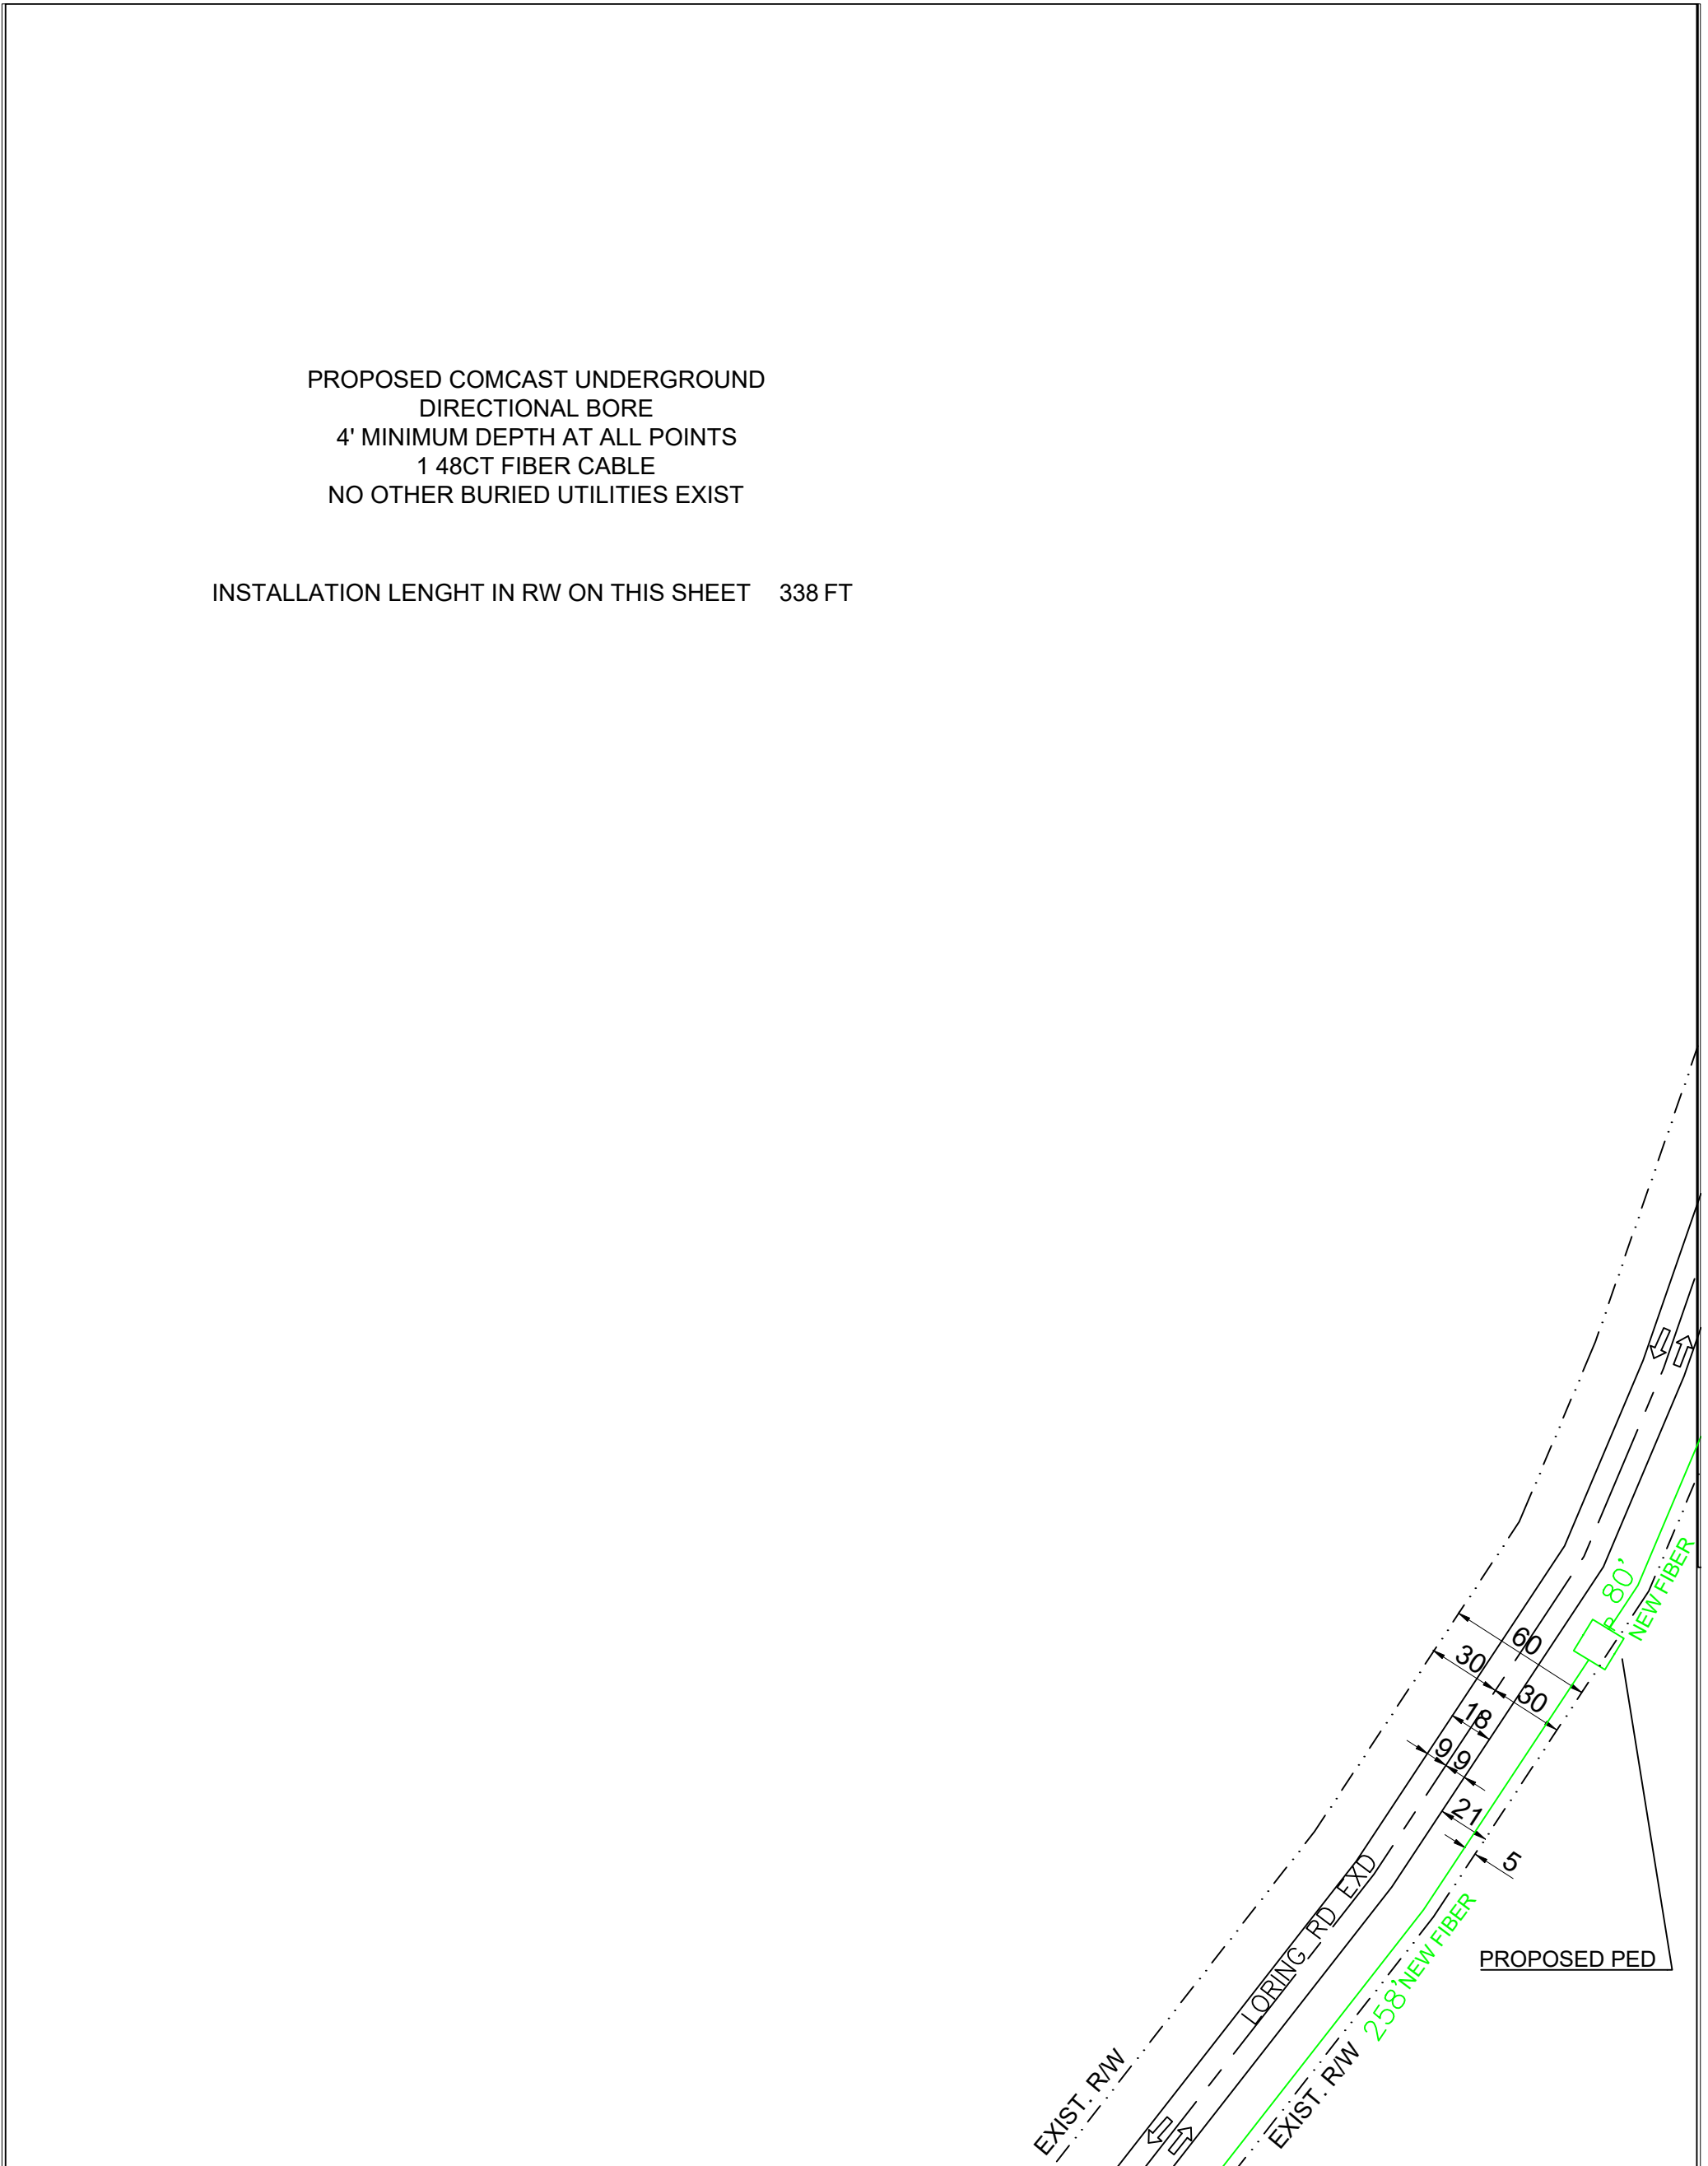 PROPOSED COMCAST UNDERGROUND
DIRECTIONAL BORE
4' MINIMUM DEPTH AT ALL POINTS
1 48CT FIBER CABLE
NO OTHER BURIED UTILITIES EXIST
INSTALLATION LENGHT IN RW ON THIS SHEET 338 FT
80'
P
NEW FIBER
60
30
30
18
9
9
21
5
LORING RD EXD
258'
NEW FIBER
PROPOSED PED
EXIST. R/W
EXIST. R/W